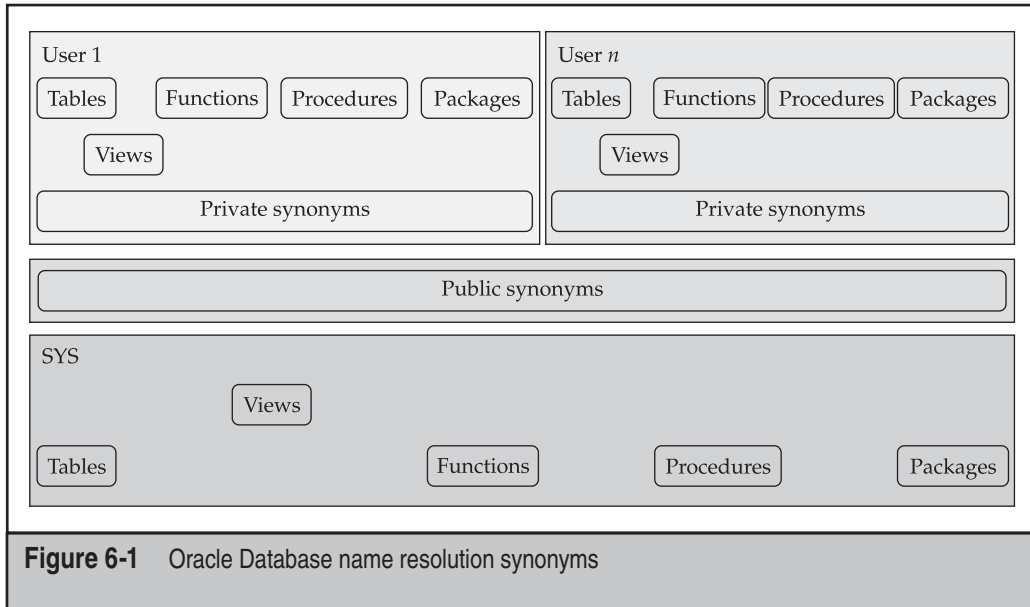 User 1
Tables Functions Procedures Packages
Views
Private synonyms
User n
Tables Functions Procedures Packages
Views
Private synonyms
Public synonyms
SYS
Views
Tables Functions Procedures Packages
Figure 6-1 Oracle Database name resolution synonyms